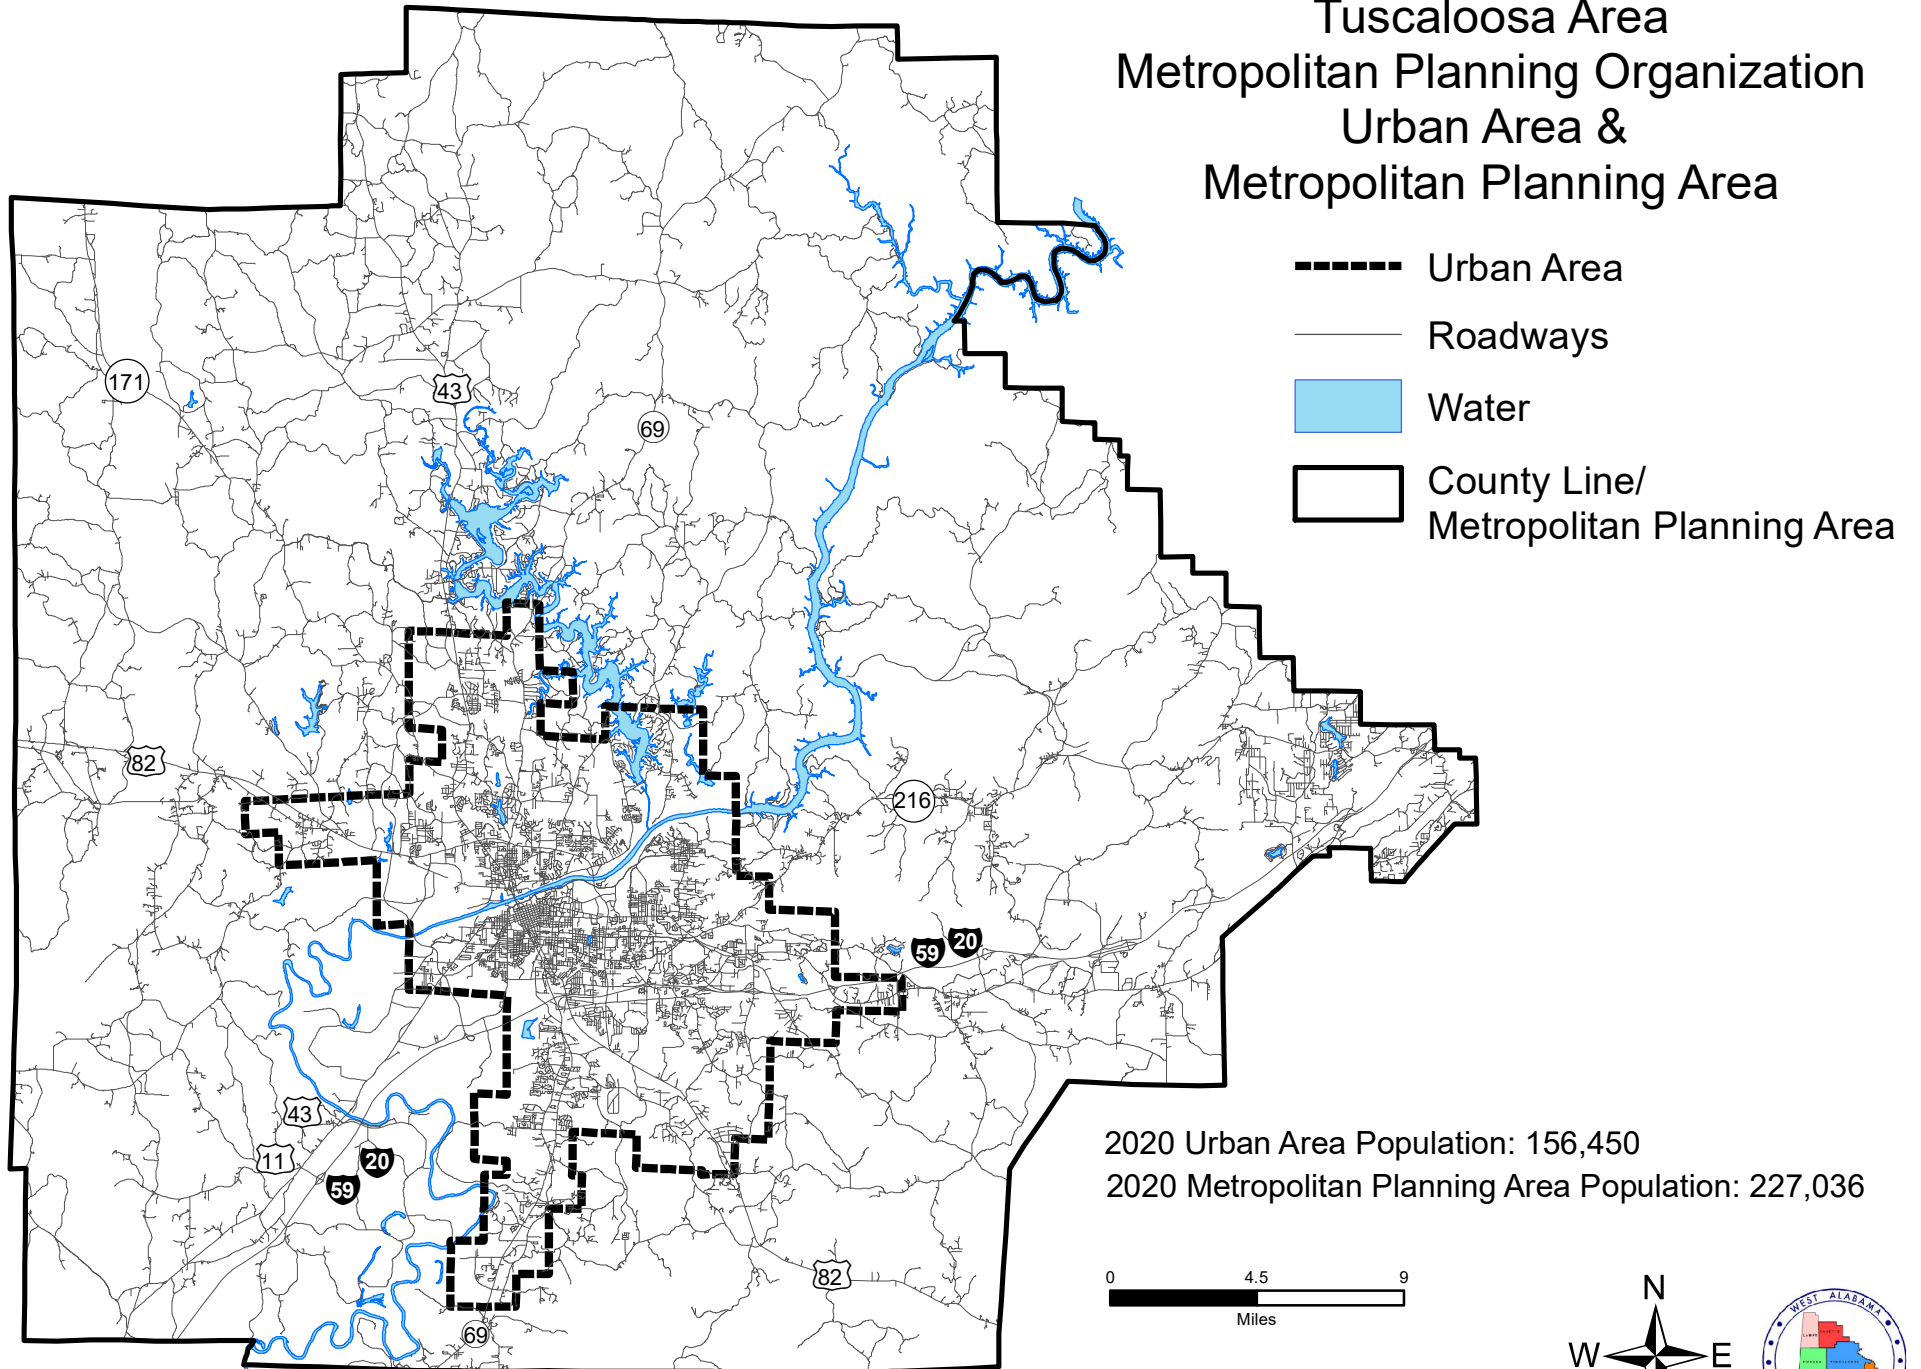 Tuscaloosa Area
Metropolitan Planning Organization
Urban Area &
Metropolitan Planning Area
Urban Area
Roadways
Water
County Line/
Metropolitan Planning Area
171
43
69
82
216
59
20
43
11
20
59
82
69
2020 Urban Area Population: 156,450
2020 Metropolitan Planning Area Population: 227,036
0 4.5 9
Miles
N
W E
WEST ALABAMA